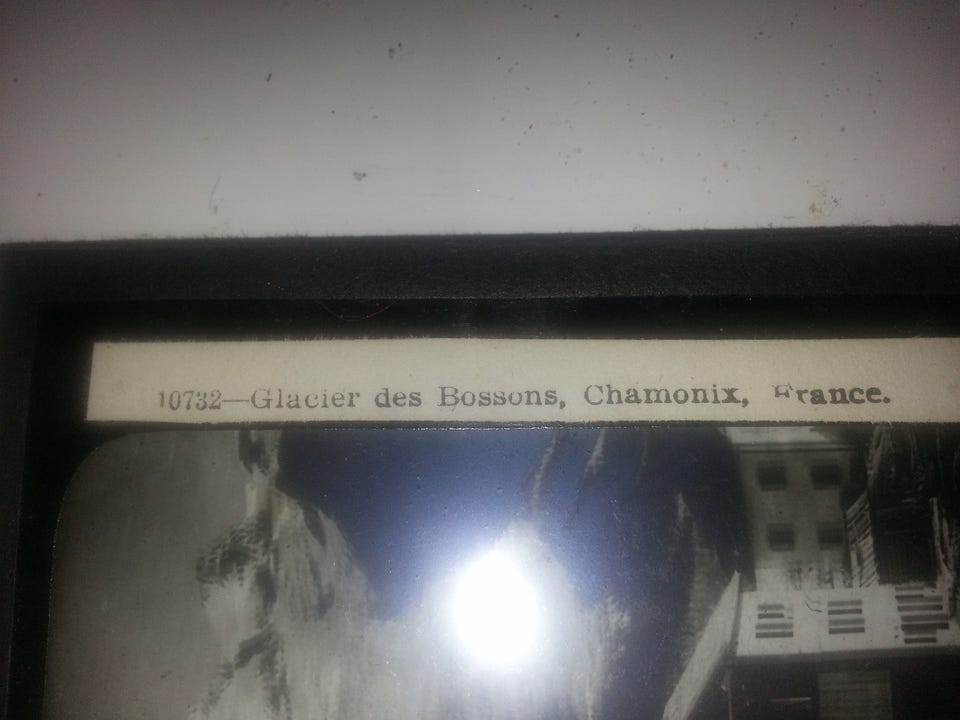 10732—Glacier des Bossons, Chamonix, France.